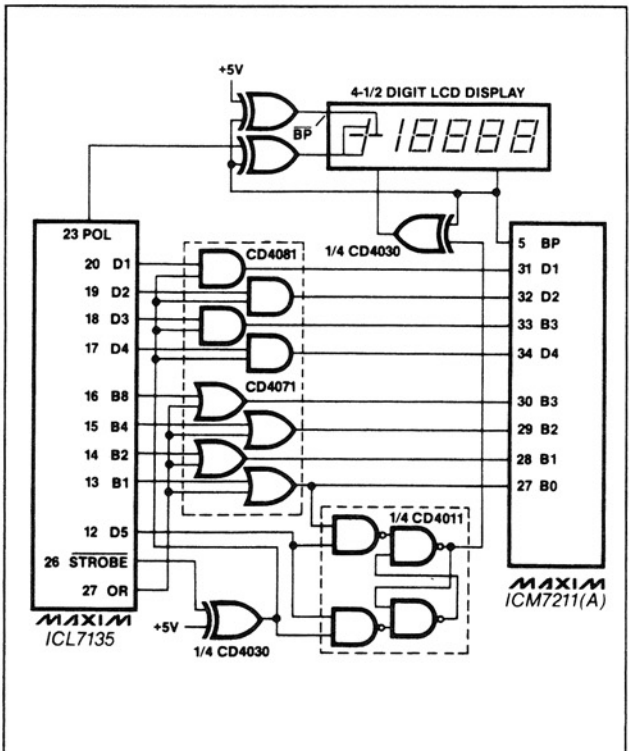 +5V
4-1/2 DIGIT LCD DISPLAY
BP
18888
1/4 CD4030
23 POL
20 D1
19 D2
18 D3
17 D4
16 B8
15 B4
14 B2
13 B1
12 D5
26 STROBE
27 OR
MAXIM
ICL7135
CD4081
CD4071
5 BP
31 D1
32 D2
33 B3
34 D4
30 B3
29 B2
28 B1
27 B0
MAXIM
ICM7211(A)
1/4 CD4011
+5V
1/4 CD4030